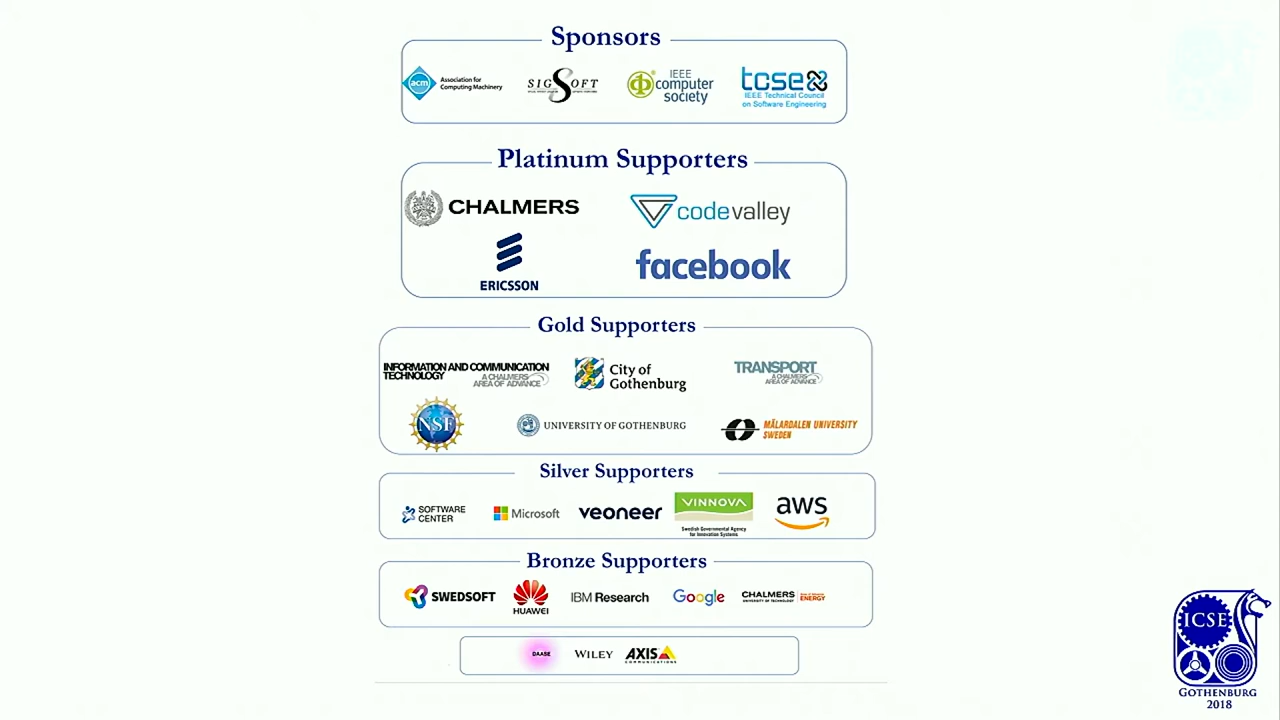 Sponsors
acm Association for
Computing Machinery
SIGSOFT
IEEE
computer
society
tcse
IEEE Technical Council
on Software Engineering
Platinum Supporters
CHALMERS
codevalley
ERICSSON
facebook
Gold Supporters
INFORMATION AND COMMUNICATION
TECHNOLOGY
A CHALMERS
AREA OF ADVANCE
City of
Gothenburg
TRANSPORT
A CHALMERS
AREA OF ADVANCE
NSF
UNIVERSITY OF GOTHENBURG
MÄLARDALEN UNIVERSITY
SWEDEN
Silver Supporters
SOFTWARE
CENTER
Microsoft
veoneer
VINNOVA
Swedish Governmental Agency
for Innovation Systems
aws
Bronze Supporters
SWEDSOFT
HUAWEI
IBM Research
Google
CHALMERS
UNIVERSITY OF TECHNOLOGY
ENERGY
DAASE
WILEY
AXIS
COMMUNICATIONS
ICSE
GOTHENBURG
2018